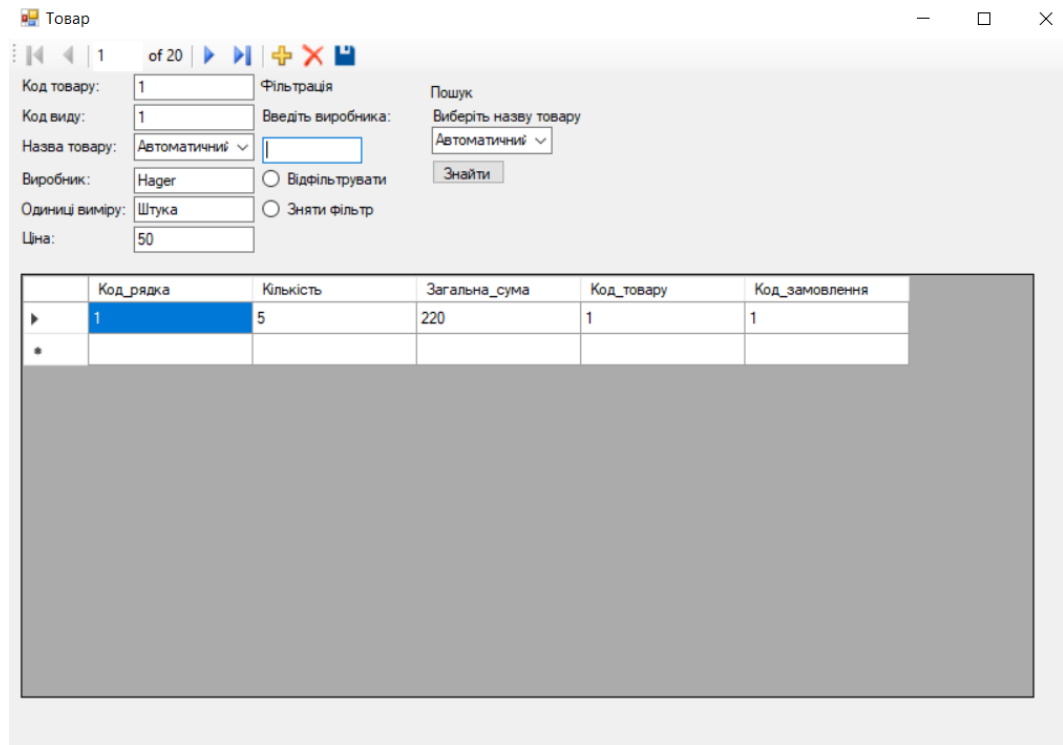 Товар
1 of 20
Код товару: 1 Фільтрація
Пошук
Код виду: 1 Введіть виробника: Виберіть назву товару
Назва товару: Автоматичний Автоматичний
Виробник: Hager Відфільтрувати Знайти
Одиниці виміру: Штука Зняти фільтр
Ціна: 50
Код_рядка Кількість Загальна_сума Код_товару Код_замовлення
1 5 220 1 1